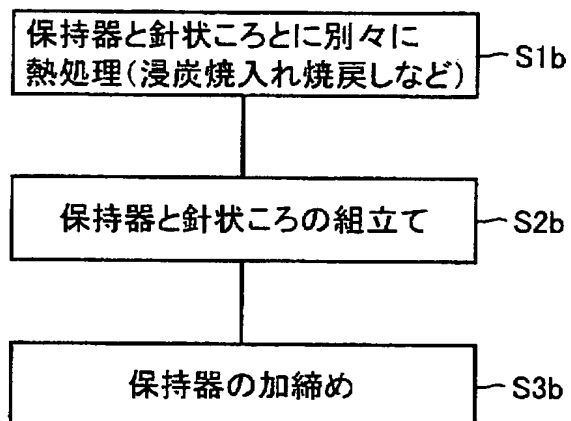 保持器と針状ころとに別々に
熱処理(浸炭焼入れ焼戻しなど)
S1b
保持器と針状ころの組立て
S2b
保持器の加締め
S3b